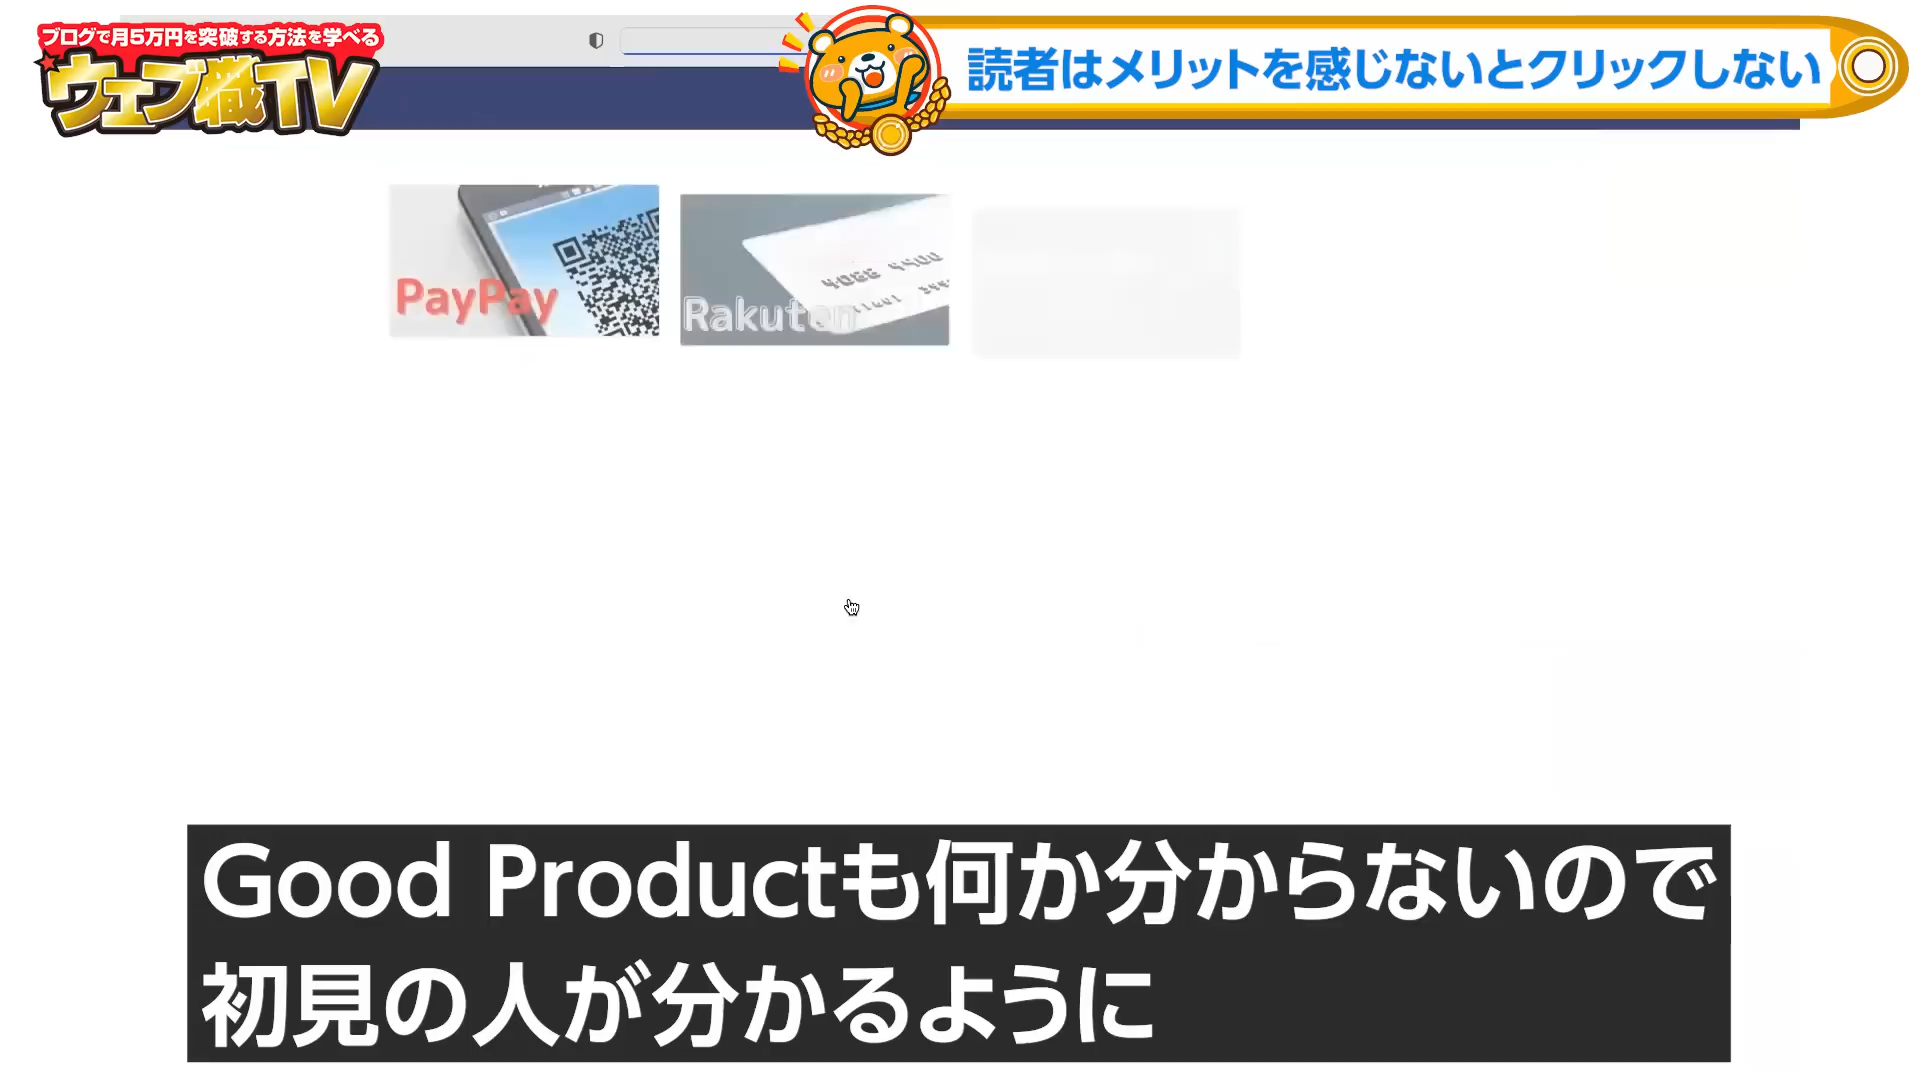 ブログで月5万円を突破する方法を学べる
ウェブ職TV
読者はメリットを感じないとクリックしない
PayPay
Rakuten
Good Productも何か分からないので
初見の人が分かるように